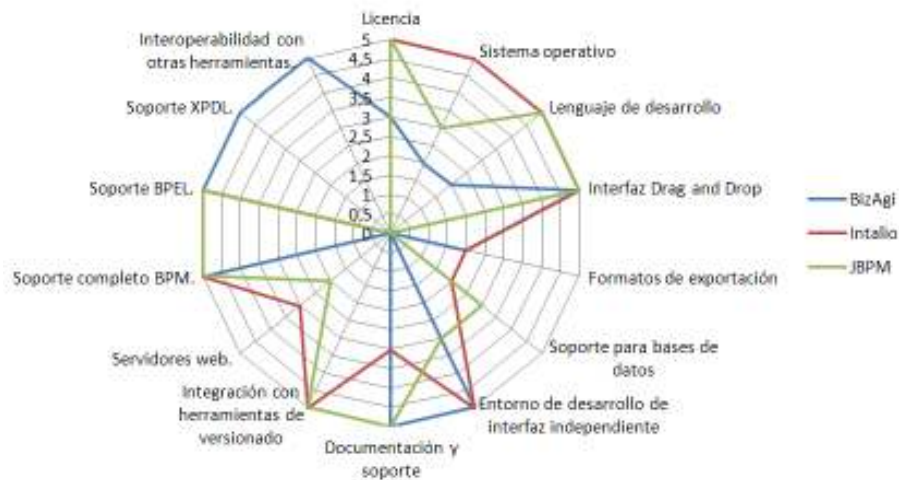 Licencia
Interoperabilidad con
otras herramientas.
Sistema operativo
Soporte XPDL.
Lenguaje de desarrollo
Soporte BPEL.
Interfaz Drag and Drop
Soporte completo BPM.
Formatos de exportación
Servidores web.
Soporte para bases de
datos
Integración con
herramientas de
versionado
Entorno de desarrollo de
interfaz independiente
Documentación y
soporte
5
4.5
4
3.5
3
2.5
2
1.5
1
0.5
0
BizAgi
Intalio
JBPM